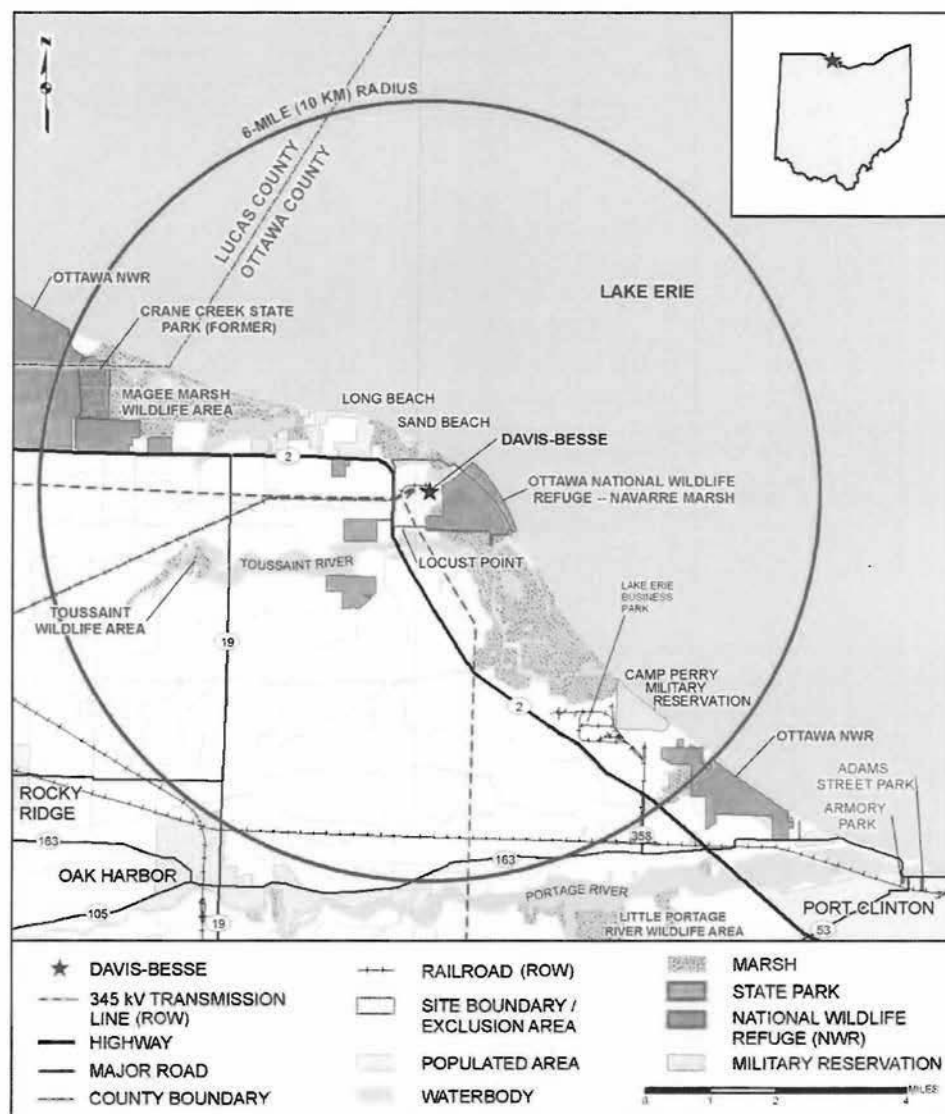 N
6-MILE (10 KM) RADIUS
LUCAS COUNTY
OTTAWA COUNTY
LAKE ERIE
OTTAWA NWR
CRANE CREEK STATE
PARK (FORMER)
MAGEE MARSH
WILDLIFE AREA
LONG BEACH
SAND BEACH
DAVIS-BESSE
2
OTTAWA NATIONAL WILDLIFE
REFUGE -- NAVARRE MARSH
LOCUST POINT
TOUSSAINT RIVER
TOUSSAINT
WILDLIFE AREA
19
LAKE ERIE
BUSINESS
PARK
CAMP PERRY
MILITARY
RESERVATION
2
OTTAWA NWR
ADAMS
STREET PARK
ARMORY
PARK
ROCKY
RIDGE
163
OAK HARBOR
163
358
105
19
PORTAGE RIVER
LITTLE PORTAGE
RIVER WILDLIFE AREA
PORT CLINTON
53
DAVIS-BESSE
345 kV TRANSMISSION
LINE (ROW)
HIGHWAY
MAJOR ROAD
COUNTY BOUNDARY
RAILROAD (ROW)
SITE BOUNDARY /
EXCLUSION AREA
POPULATED AREA
WATERBODY
MARSH
STATE PARK
NATIONAL WILDLIFE
REFUGE (NWR)
MILITARY RESERVATION
MILES
0 1 2 4